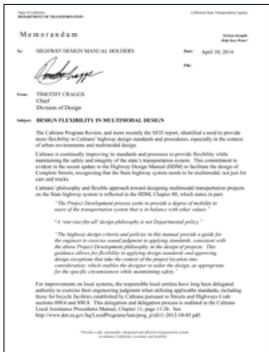 State of California
DEPARTMENT OF TRANSPORTATION
California State Transportation Agency
Memorandum
To: HIGHWAY DESIGN MANUAL HOLDERS
Date: April 10, 2014
File:
From: TIMOTHY CRAGGS
Chief
Division of Design
Subject: DESIGN FLEXIBILITY IN MULTIMODAL DESIGN
The Caltrans Program Review, and more recently the SSTI report, identified a need to provide
more flexibility in Caltrans' highway design standards and procedures, especially in the context
of urban environments and multimodal design.
Caltrans is continually improving its standards and processes to provide flexibility while
maintaining the safety and integrity of the state's transportation system. This commitment is
evident in the recent update to the Highway Design Manual (HDM) to facilitate the design of
Complete Streets, recognizing that the State highway system needs to be multimodal, not just for
cars and trucks.
Caltrans' philosophy and flexible approach toward designing multimodal transportation projects
on the State highway system is reflected in the HDM, Chapter 80, which states in part:
"The Project Development process seeks to provide a degree of mobility to
users of the transportation system that is in balance with other values."
"A 'one-size-fits-all' design philosophy is not Departmental policy."
"The highway design criteria and policies in this manual provide a guide for
the engineer to exercise sound judgment in applying standards, consistent with
the above Project Development philosophy, in the design of projects. This
guidance allows for flexibility in applying design standards and approving
design exceptions that take the context of the project location into
consideration; which enables the designer to tailor the design, as appropriate,
for the specific circumstances while maintaining safety."
For improvements on local systems, the responsible local entities have long been delegated
authority to exercise their engineering judgment when utilizing applicable standards, including
those for bicycle facilities established by Caltrans pursuant to Streets and Highways Code
sections 890.6 and 890.8. This delegation and delegation process is outlined in the Caltrans
Local Assistance Procedures Manual, Chapter 11, page 11-26. See